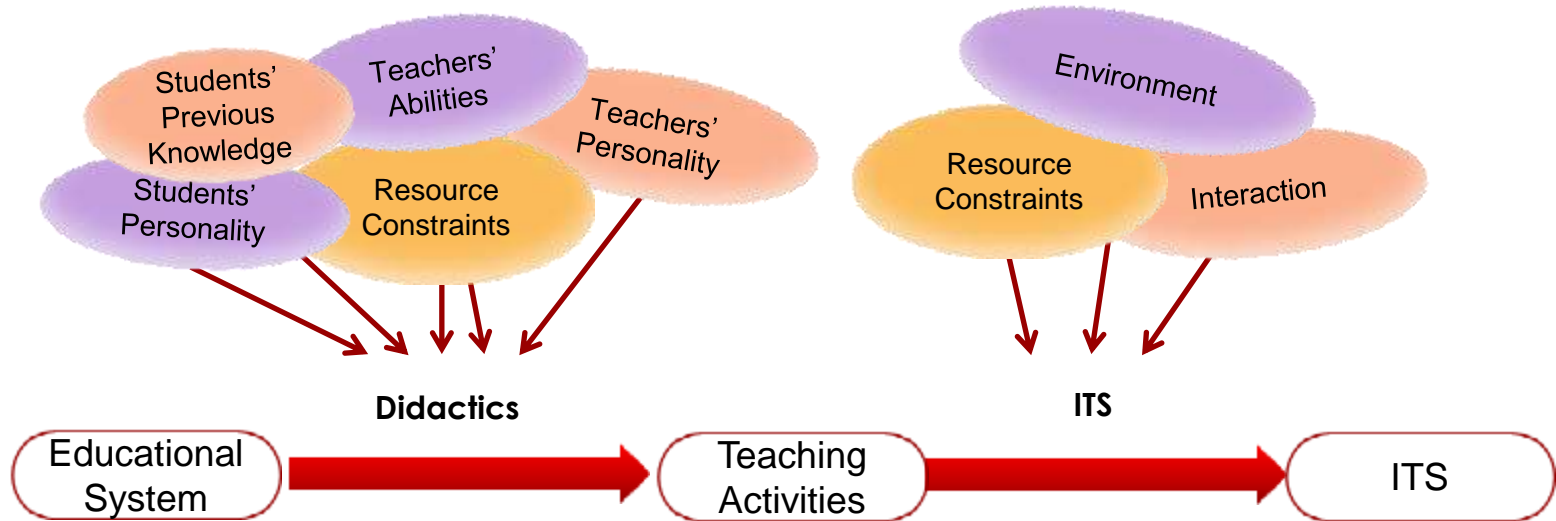 Students’
Previous
Knowledge
Teachers’
Abilities
Teachers’
Personality
Students’
Personality
Resource
Constraints
Environment
Resource
Constraints
Interaction
Didactics
ITS
Educational
System
Teaching
Activities
ITS